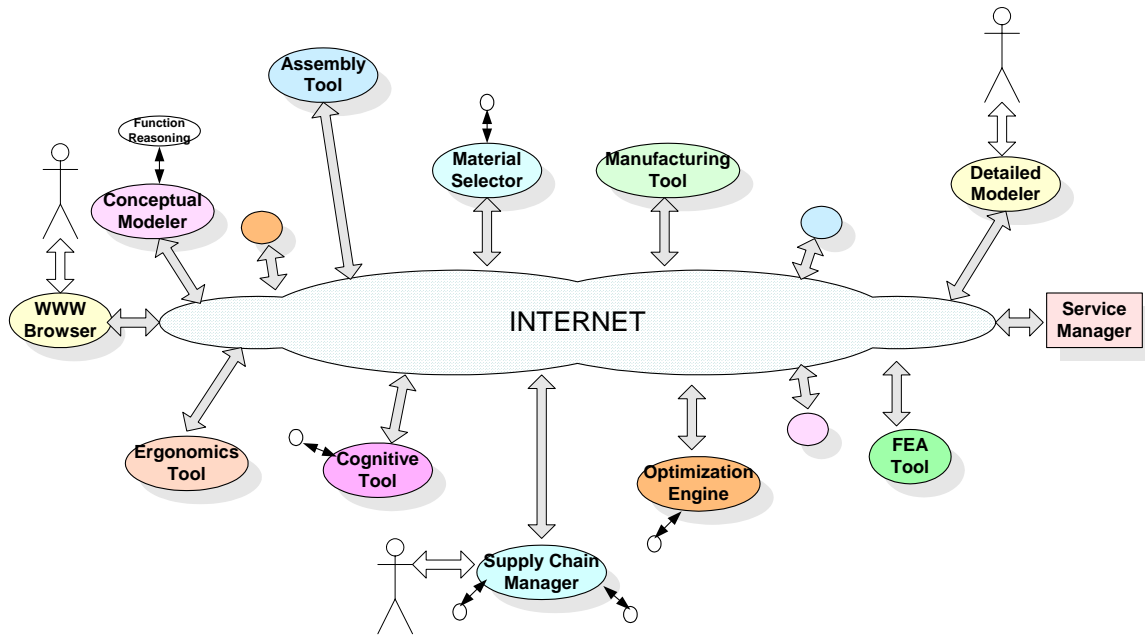 Assembly
Tool
Function
Reasoning
Material
Selector
Manufacturing
Tool
Detailed
Modeler
Conceptual
Modeler
WWW
Browser
INTERNET
Service
Manager
Ergonomics
Tool
Cognitive
Tool
Optimization
Engine
FEA
Tool
Supply Chain
Manager